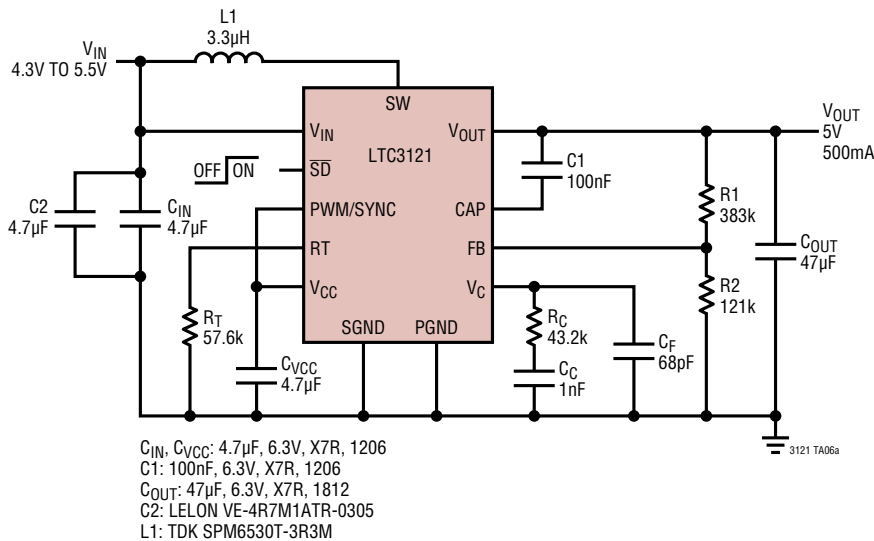 L1
3.3µH
VIN
4.3V TO 5.5V
SW
VIN
VOUT
LTC3121
VOUT
5V
500mA
OFF ON
SD
C1
100nF
PWM/SYNC
CAP
R1
383k
C2
4.7µF
CIN
4.7µF
RT
FB
COUT
47µF
VCC
VC
R2
121k
RT
57.6k
SGND
PGND
RC
43.2k
CF
68pF
CVCC
4.7µF
CC
1nF
3121 TA06a
CIN, CVCC: 4.7µF, 6.3V, X7R, 1206
C1: 100nF, 6.3V, X7R, 1206
COUT: 47µF, 6.3V, X7R, 1812
C2: LELON VE-4R7M1ATR-0305
L1: TDK SPM6530T-3R3M